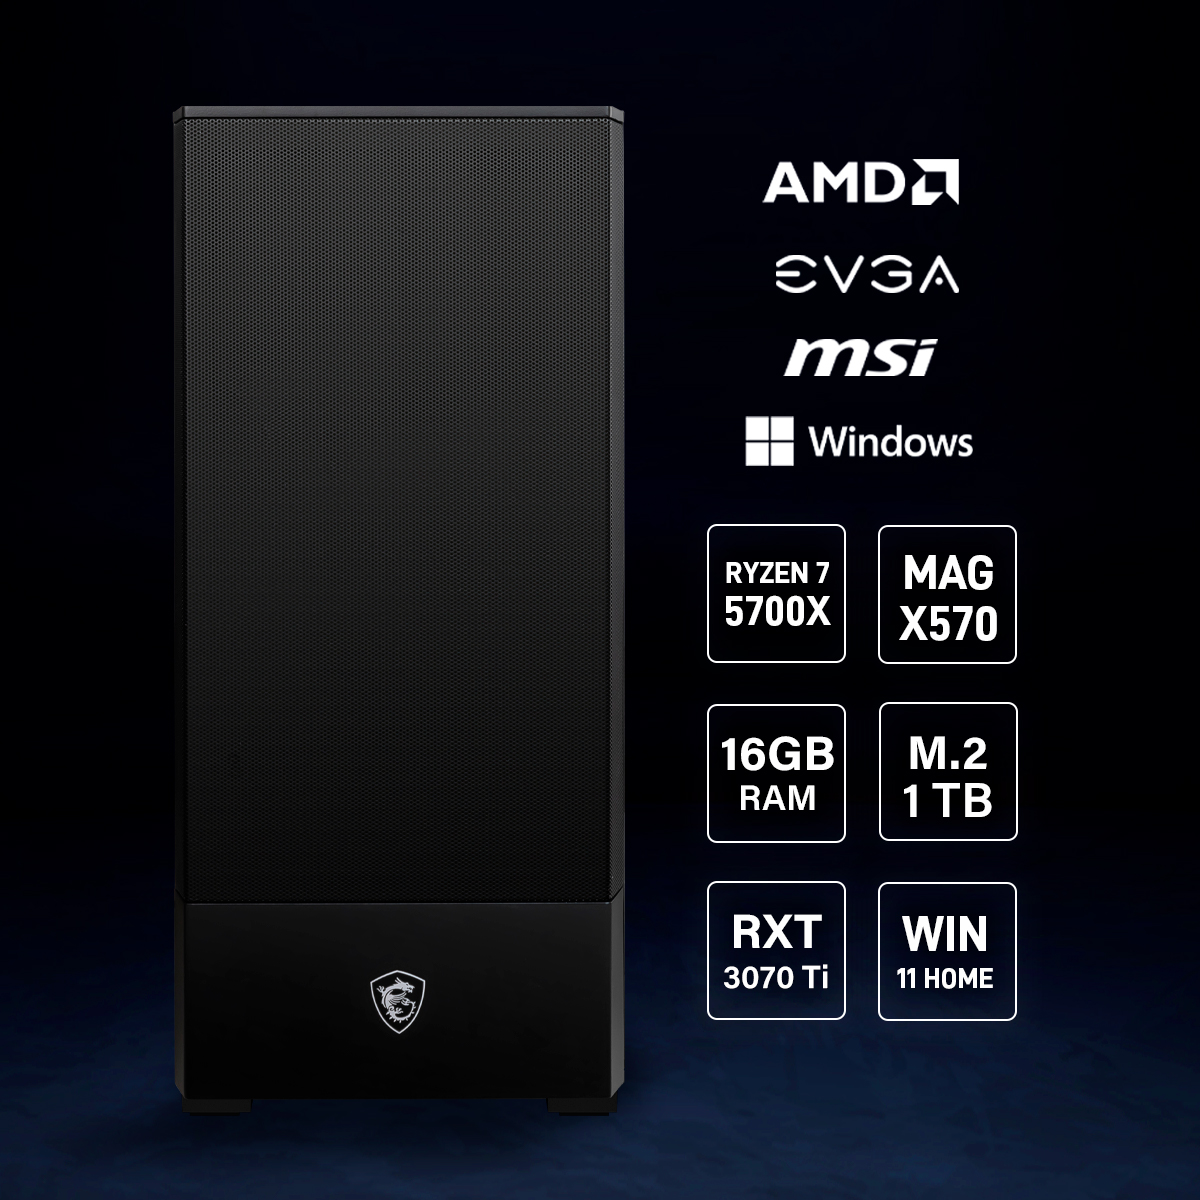 AMD
EVGA
msi
Windows
RYZEN 7
5700X
MAG
X570
16GB
RAM
M.2
1 TB
RXT
3070 Ti
WIN
11 HOME